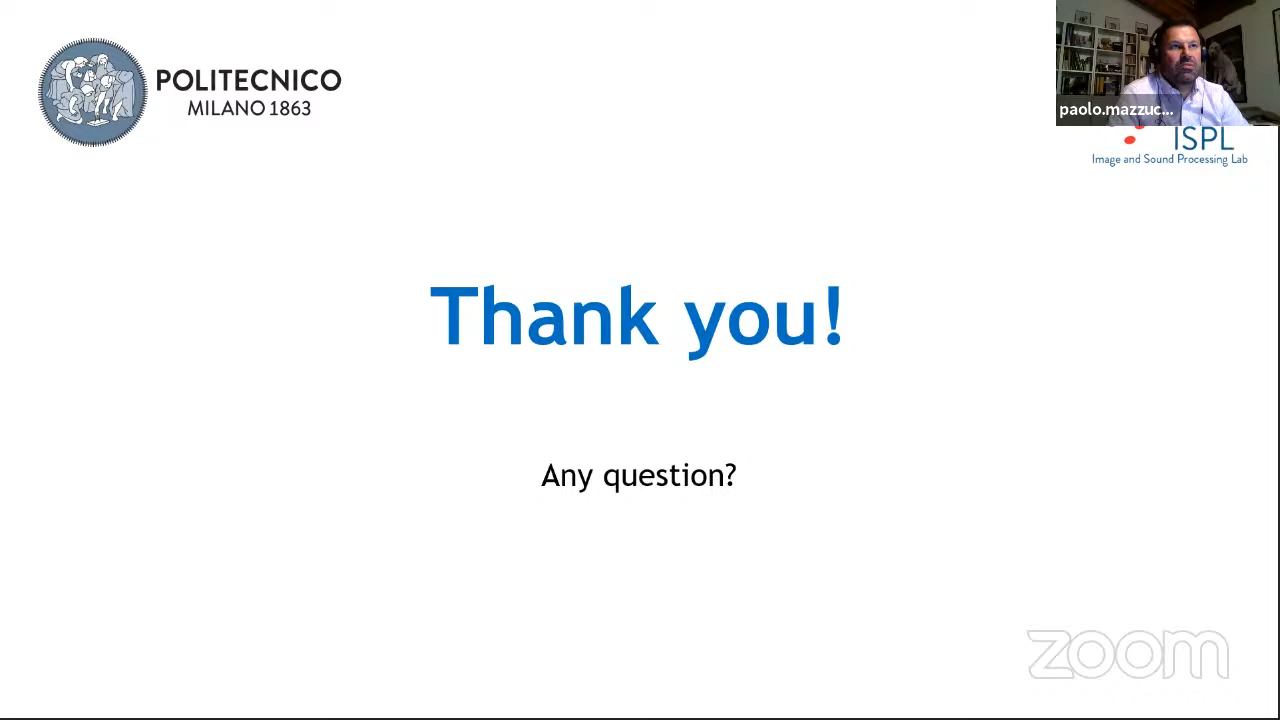 POLITECNICO
MILANO 1863
paolo.mazzuc...
ISPL
Image and Sound Processing Lab
Thank you!
Any question?
zoom